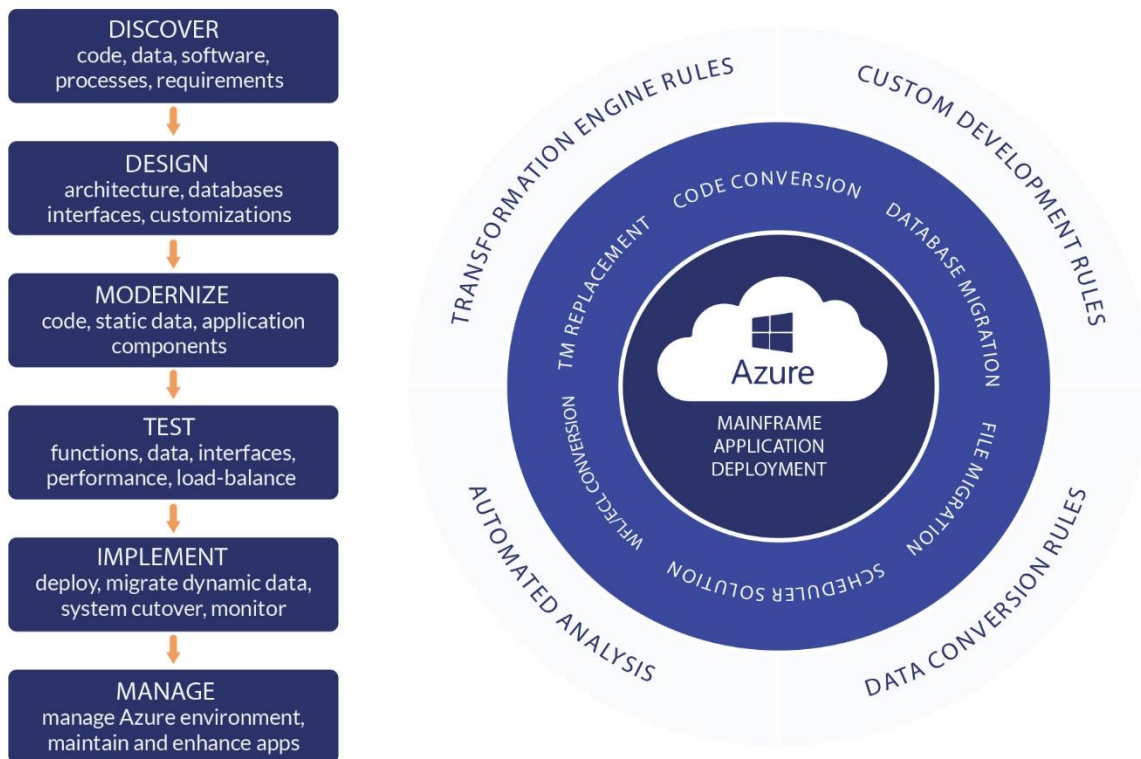 DISCOVER
code, data, software,
processes, requirements
DESIGN
architecture, databases
interfaces, customizations
MODERNIZE
code, static data, application
components
TEST
functions, data, interfaces,
performance, load-balance
IMPLEMENT
deploy, migrate dynamic data,
system cutover, monitor
MANAGE
manage Azure environment,
maintain and enhance apps
TRANSFORMATION ENGINE RULES
CUSTOM DEVELOPMENT RULES
DATA CONVERSION RULES
AUTOMATED ANALYSIS
CODE CONVERSION
DATABASE MIGRATION
FILE MIGRATION
SCHEDULER SOLUTION
WFL/ECL CONVERSION
TM REPLACEMENT
Azure
MAINFRAME
APPLICATION
DEPLOYMENT